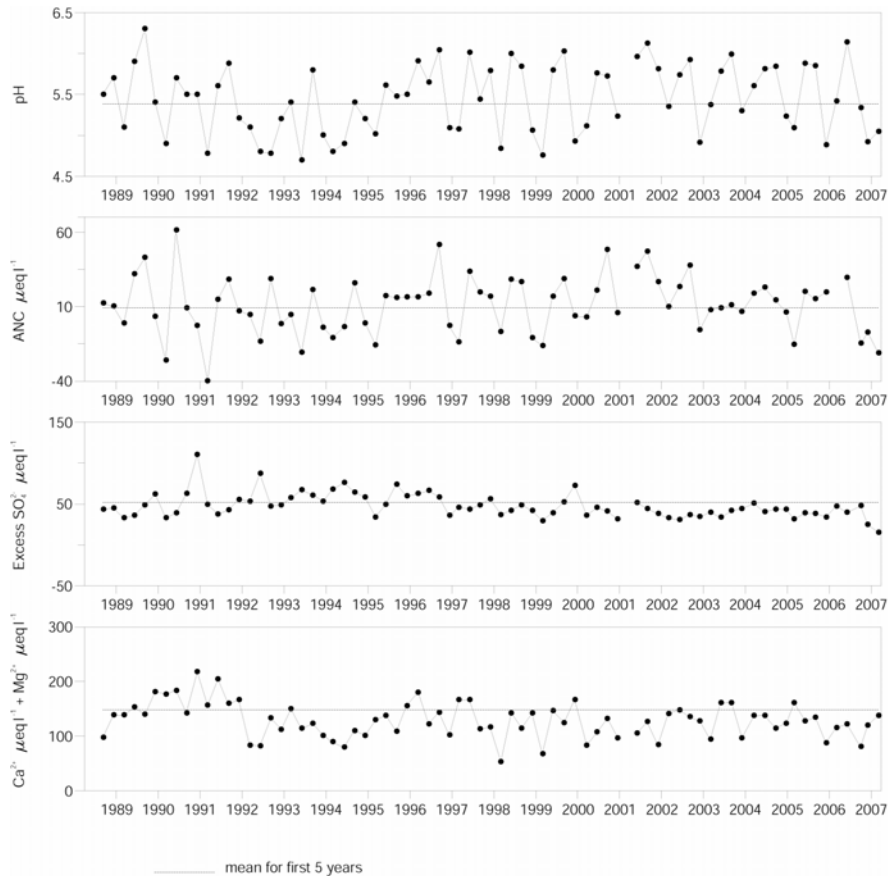 6.5
5.5
4.5
pH
1989 1990 1991 1992 1993 1994 1995 1996 1997 1998 1999 2000 2001 2002 2003 2004 2005 2006 2007
60
10
-40
ANC µeq l⁻¹
1989 1990 1991 1992 1993 1994 1995 1996 1997 1998 1999 2000 2001 2002 2003 2004 2005 2006 2007
150
50
-50
Excess SO₄²⁻ µeq l⁻¹
1989 1990 1991 1992 1993 1994 1995 1996 1997 1998 1999 2000 2001 2002 2003 2004 2005 2006 2007
300
200
100
0
Ca²⁺ µeq l⁻¹ + Mg²⁺ µeq l⁻¹
1989 1990 1991 1992 1993 1994 1995 1996 1997 1998 1999 2000 2001 2002 2003 2004 2005 2006 2007
mean for first 5 years